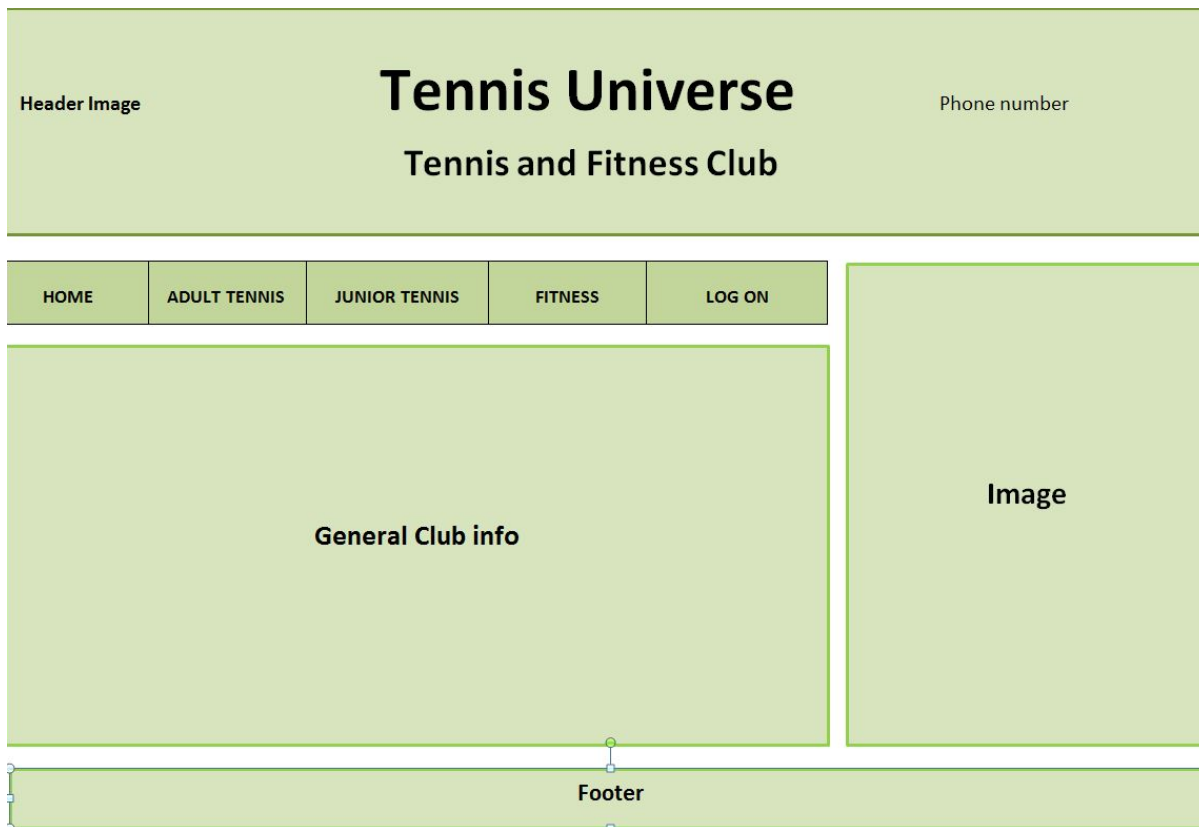 Header Image
Tennis Universe
Phone number
Tennis and Fitness Club
HOME
ADULT TENNIS
JUNIOR TENNIS
FITNESS
LOG ON
Image
General Club info
Footer